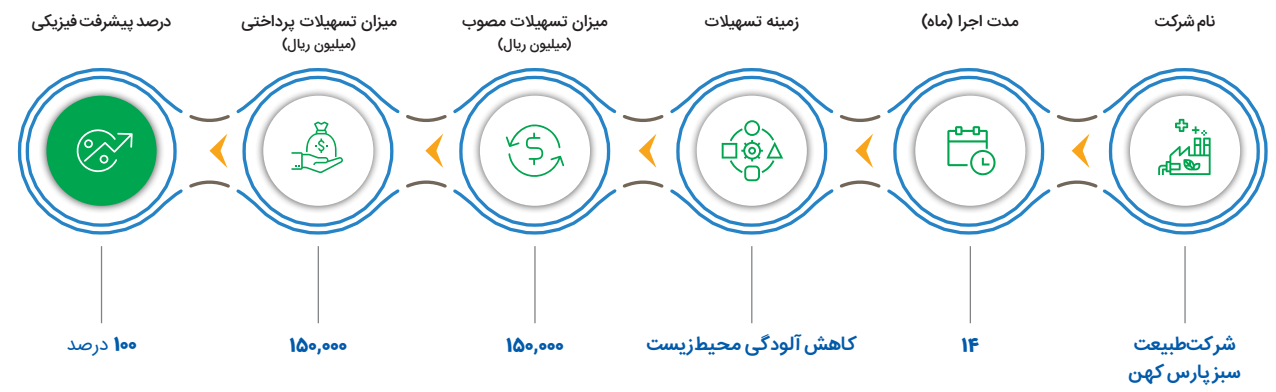 نام شرکت
مدت اجرا (ماه)
زمینه تسهیلات
میزان تسهیلات مصوب
(میلیون ریال)
میزان تسهیلات پرداختی
(میلیون ریال)
درصد پیشرفت فیزیکی
شرکت طبیعت
سبز پارس کهن
۱۴
کاهش آلودگی محیط زیست
۱۵۰,۰۰۰
۱۵۰,۰۰۰
۱۰۰ درصد